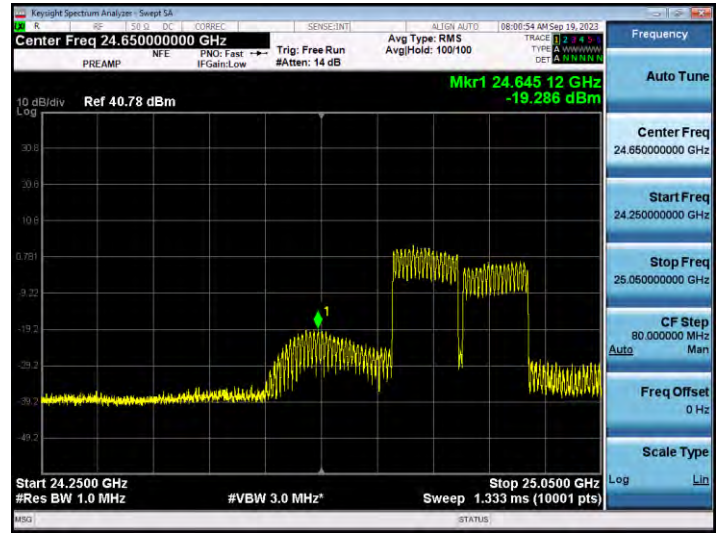 Keysight Spectrum Analyzer - Swept SA
R RF 50 Ω DC CORREC SENSE:INT ALIGN AUTO 08:00:54 AM Sep 19, 2023
Center Freq 24.650000000 GHz
PREAMP NFE PNO: Fast IFGain:Low
Trig: Free Run
#Atten: 14 dB
Avg Type: RMS
Avg|Hold: 100/100
TRACE 1 2 3 4 5 6
TYPE A WWWWW
DET A N N N N N
Mkr1 24.645 12 GHz
-19.286 dBm
10 dB/div Ref 40.78 dBm
Log
30.8
20.8
10.8
0.781
-9.22
-19.2
-29.2
-39.2
-49.2
1
Start 24.2500 GHz
Stop 25.0500 GHz
#Res BW 1.0 MHz
#VBW 3.0 MHz*
Sweep 1.333 ms (10001 pts)
MSG
STATUS
Frequency
Auto Tune
Center Freq
24.650000000 GHz
Start Freq
24.250000000 GHz
Stop Freq
25.050000000 GHz
CF Step
80.000000 MHz
Auto Man
Freq Offset
0 Hz
Scale Type
Log Lin